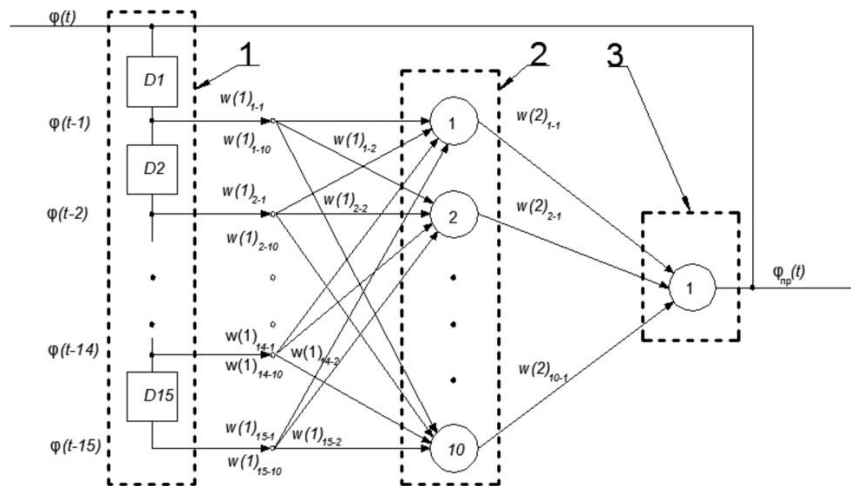 φ(t)
1
2
3
D1
φ(t-1)
w(1)1-1
w(1)1-10
w(1)1-2
1
w(2)1-1
D2
φ(t-2)
w(1)2-1
w(1)2-2
w(1)2-10
2
w(2)2-1
φпр(t)
1
φ(t-14)
w(1)14-1
w(1)14-10
w(1)14-2
w(2)10-1
D15
φ(t-15)
w(1)15-1
w(1)15-2
w(1)15-10
10